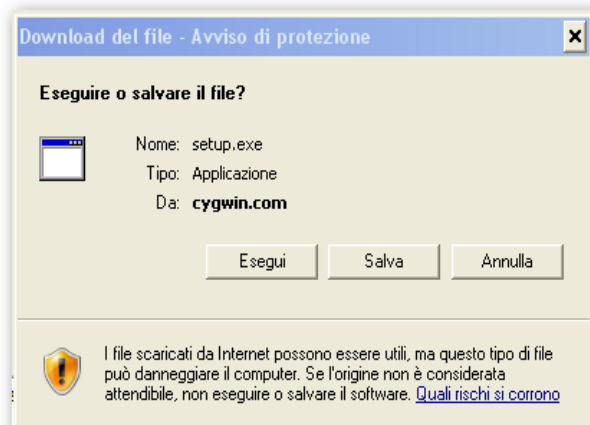 Download del file - Avviso di protezione
Eseguire o salvare il file?
Nome: setup.exe
Tipo: Applicazione
Da: cygwin.com
Esegui Salva Annulla
I file scaricati da Internet possono essere utili, ma questo tipo di file
può danneggiare il computer. Se l'origine non è considerata
attendibile, non eseguire o salvare il software. Quali rischi si corrono